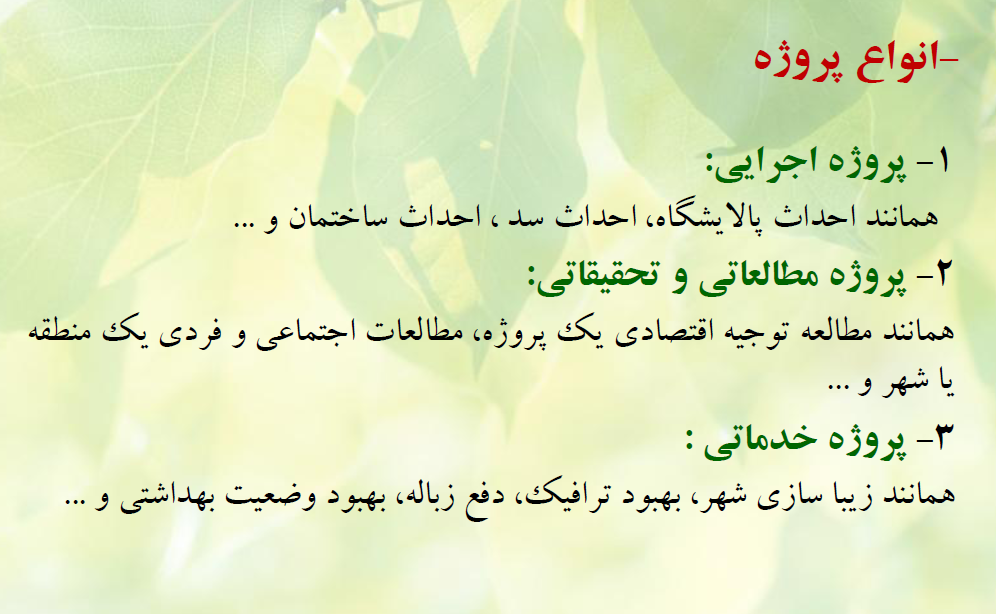 -انواع پروژه
۱- پروژه اجرایی:
همانند احداث پالایشگاه، احداث سد ، احداث ساختمان و ...
۲- پروژه مطالعاتی و تحقیقاتی:
همانند مطالعه توجیه اقتصادی یک پروژه، مطالعات اجتماعی و فردی یک منطقه
یا شهر و ...
۳- پروژه خدماتی :
همانند زیبا سازی شهر، بهبود ترافیک، دفع زباله، بهبود وضعیت بهداشتی و ...